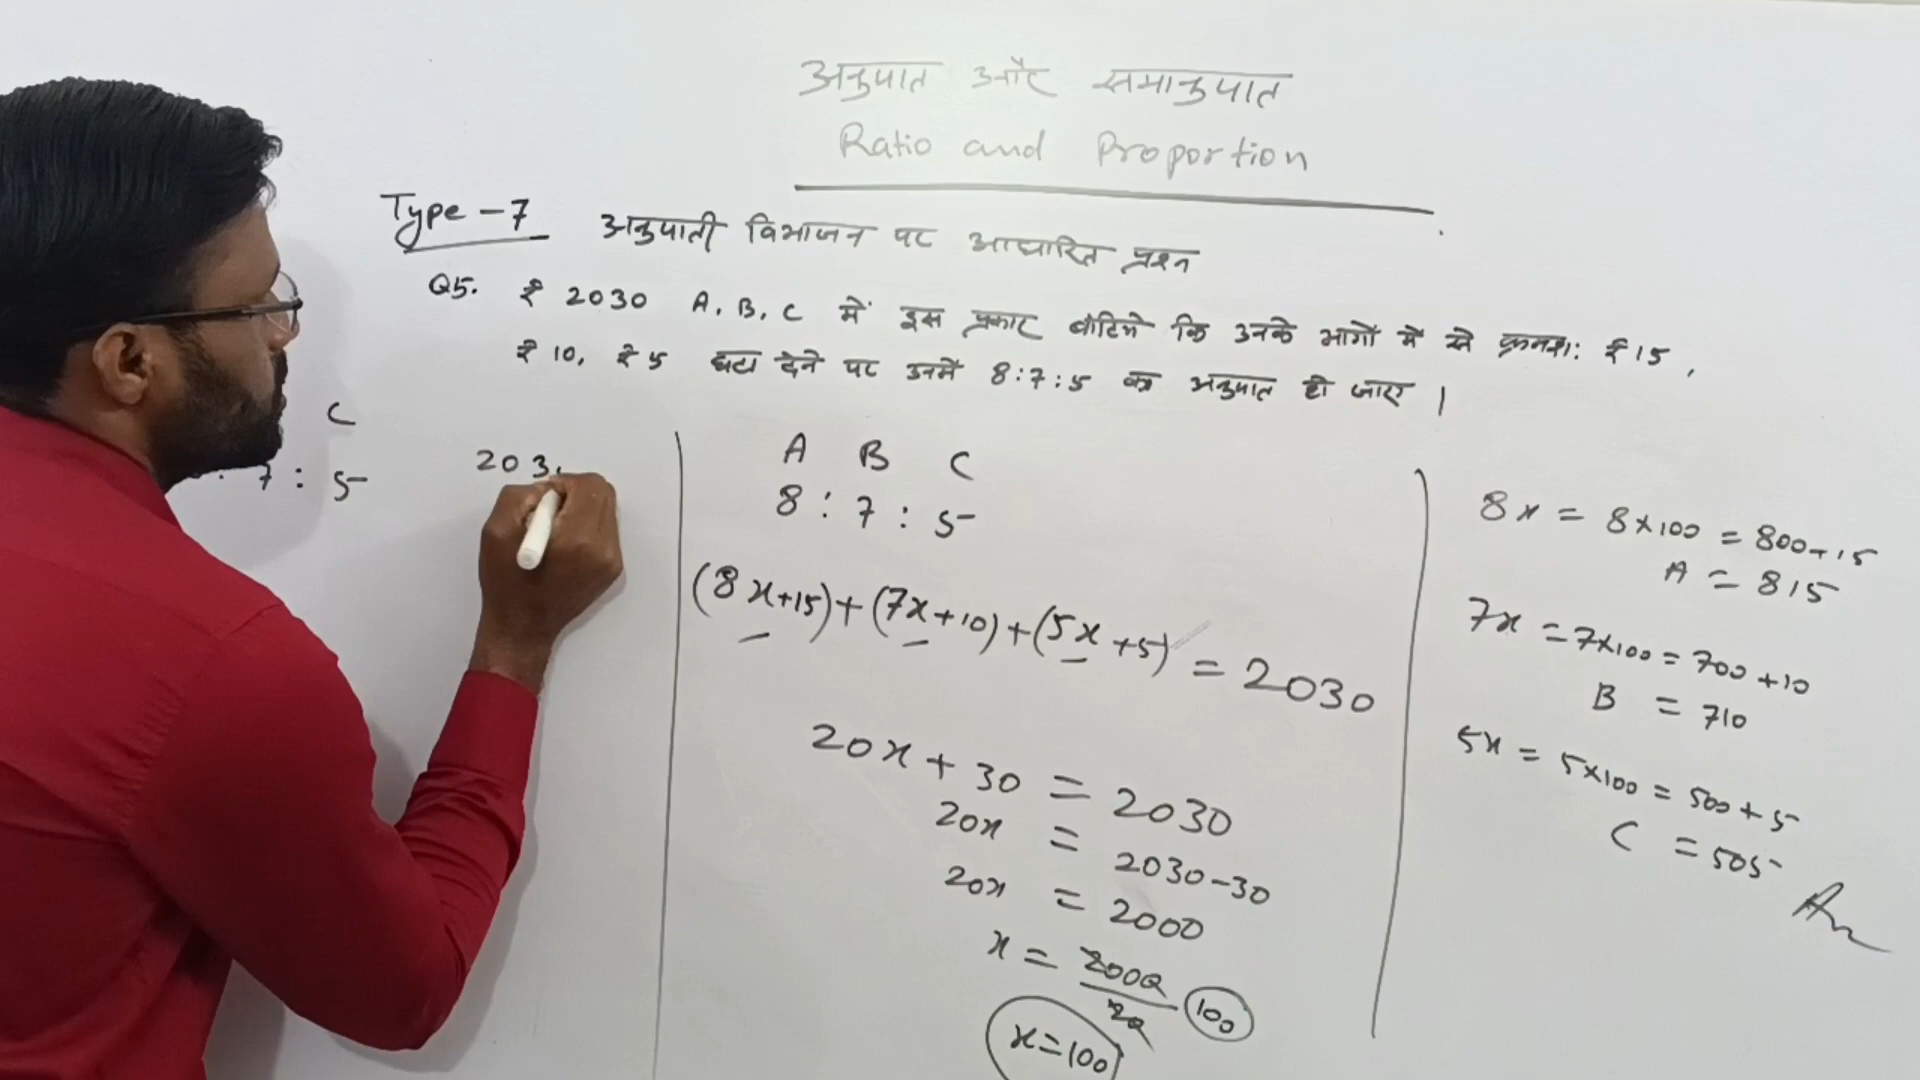 अनुपात और समानुपात
Ratio and Proportion
Type-7 अनुपाती विभाजन पर आधारित प्रश्न
Q5. ₹ 2030 A, B, C में इस प्रकार बाँटिये कि उनके भागों में से क्रमशः ₹ 15,
₹ 10, ₹ 5 घटा देने पर उनमें 8:7:5 का अनुपात हो जाए ।
C
: 7 : 5
203
A B C
8 : 7 : 5
(8x+15)+(7x+10)+(5x+5) = 2030
20x + 30 = 2030
20x = 2030-30
20x = 2000
x = 2000/20 100
x=100
8x = 8×100 = 800+15
A = 815
7x = 7×100 = 700+10
B = 710
5x = 5×100 = 500+5
C = 505